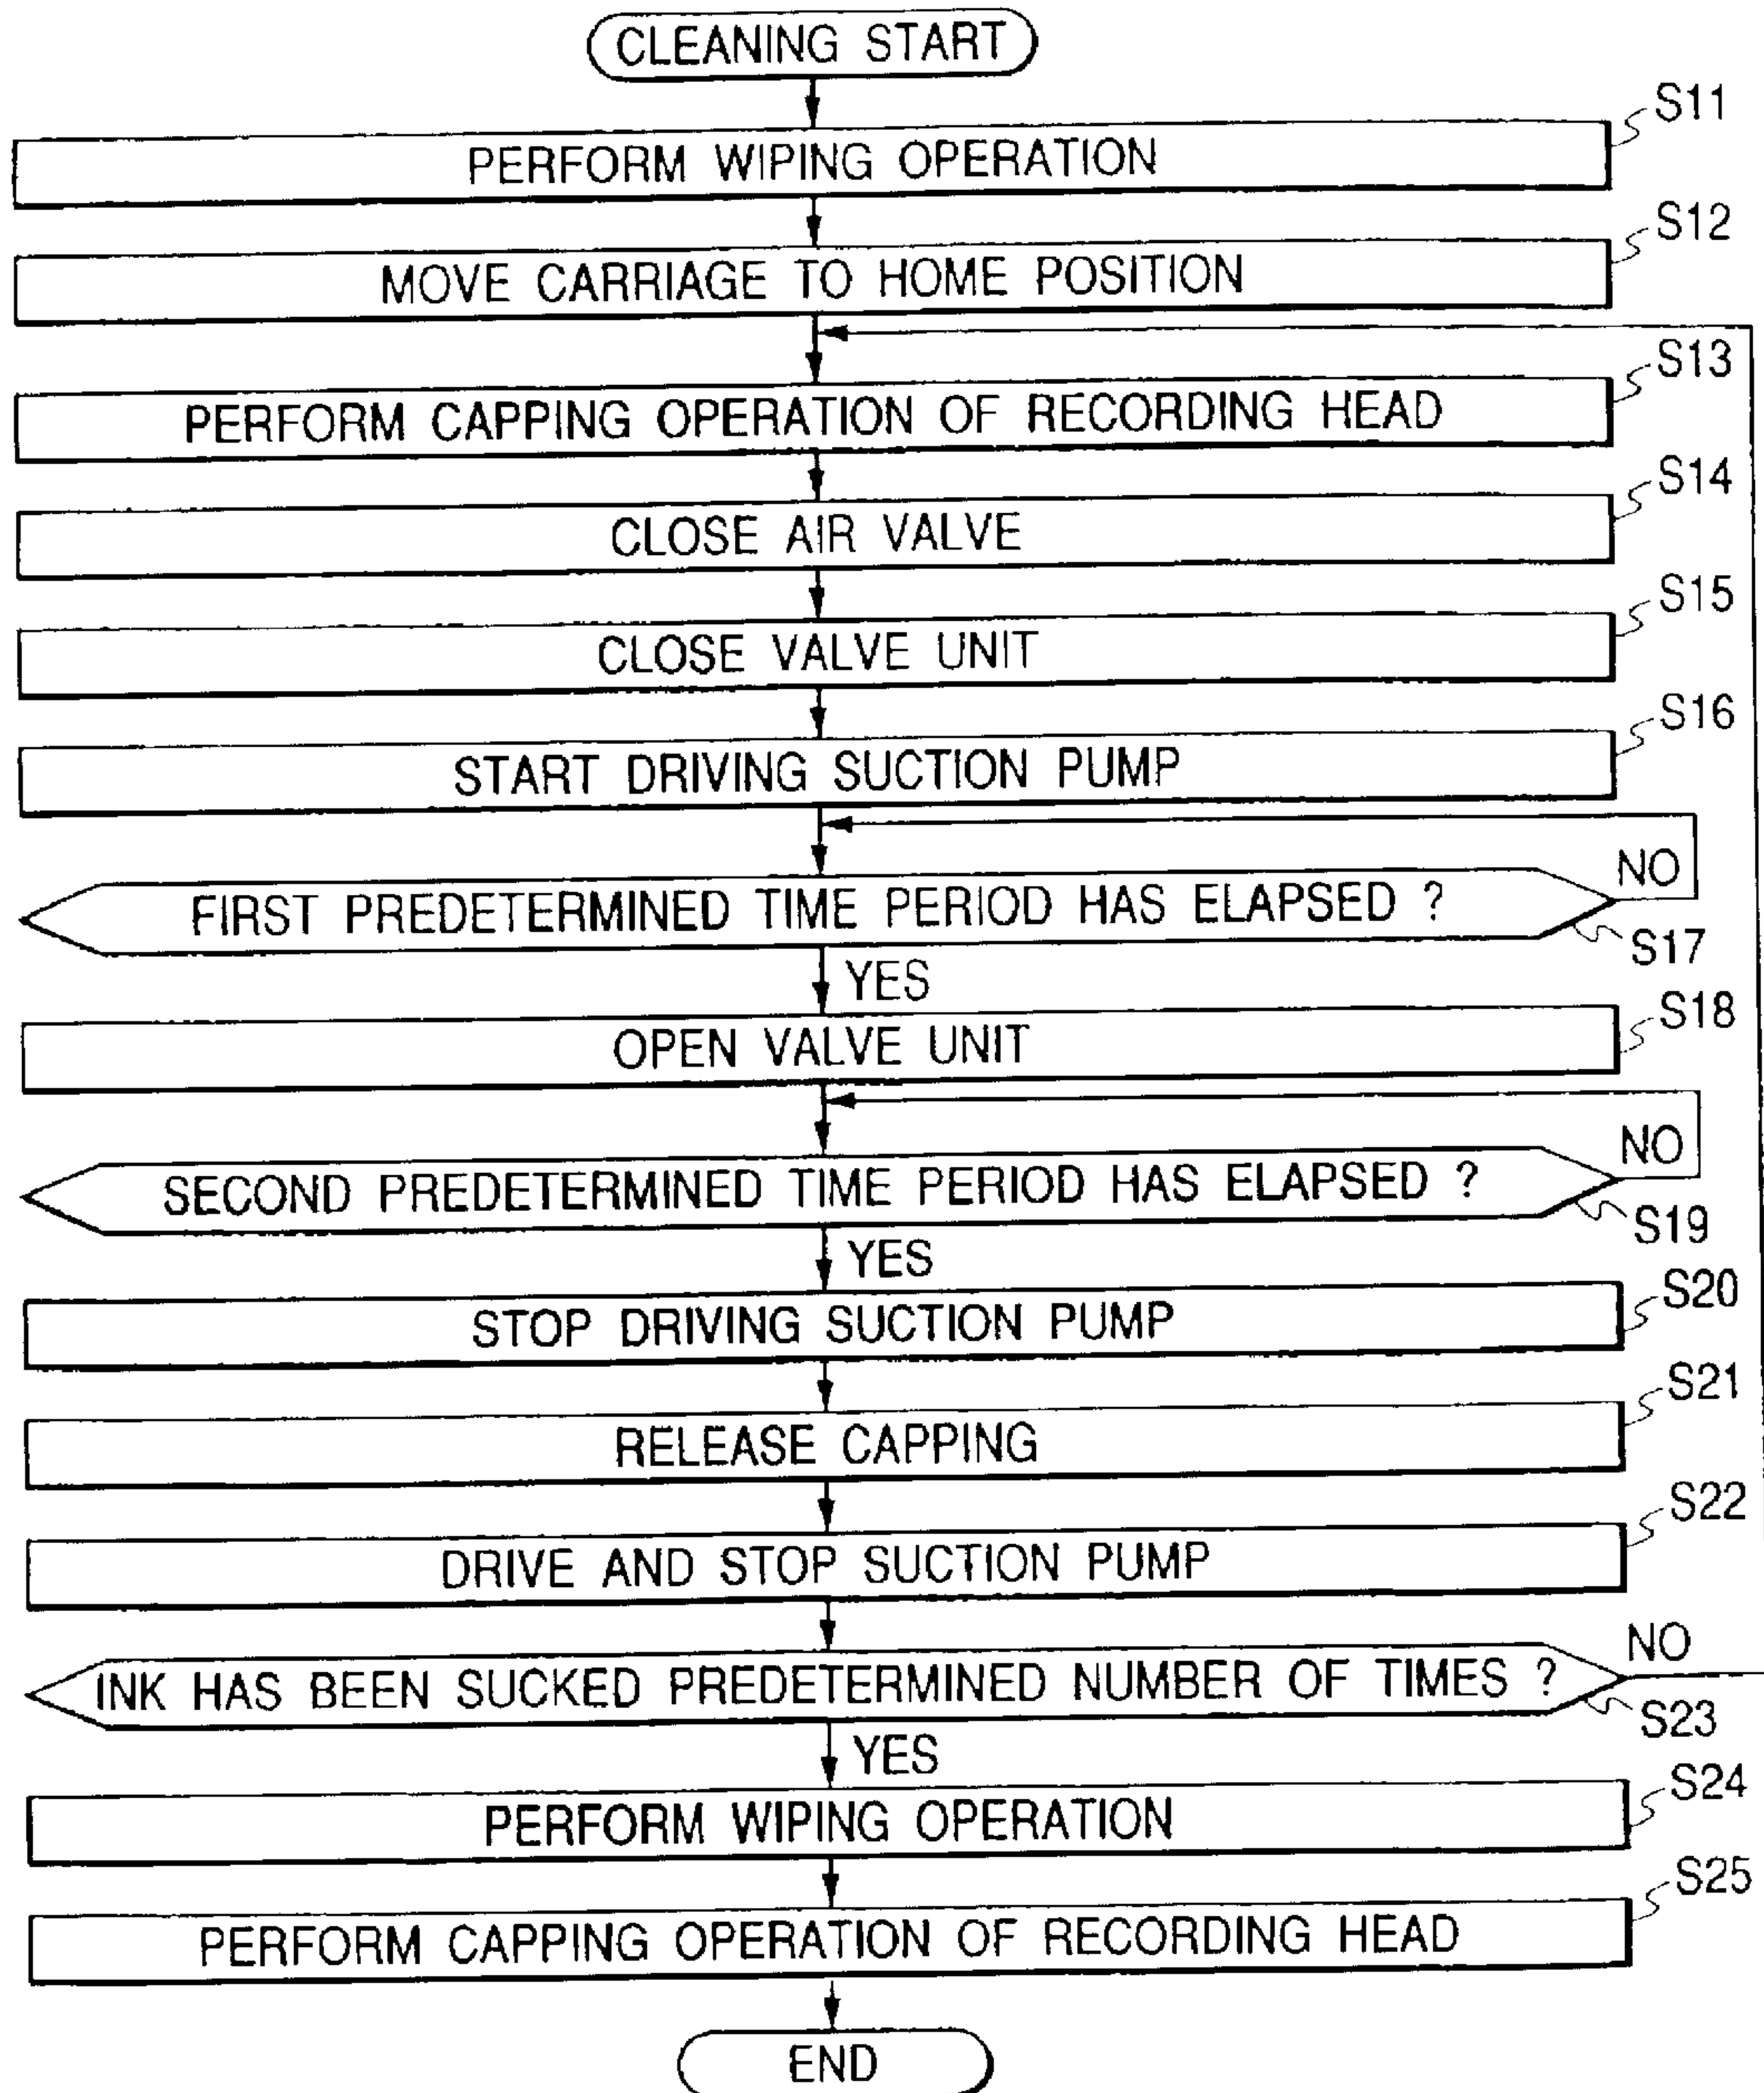 CLEANING START
S11
PERFORM WIPING OPERATION
S12
MOVE CARRIAGE TO HOME POSITION
S13
PERFORM CAPPING OPERATION OF RECORDING HEAD
S14
CLOSE AIR VALVE
S15
CLOSE VALVE UNIT
S16
START DRIVING SUCTION PUMP
NO
FIRST PREDETERMINED TIME PERIOD HAS ELAPSED ?
S17
YES
S18
OPEN VALVE UNIT
NO
SECOND PREDETERMINED TIME PERIOD HAS ELAPSED ?
S19
YES
S20
STOP DRIVING SUCTION PUMP
S21
RELEASE CAPPING
S22
DRIVE AND STOP SUCTION PUMP
NO
INK HAS BEEN SUCKED PREDETERMINED NUMBER OF TIMES ?
S23
YES
S24
PERFORM WIPING OPERATION
S25
PERFORM CAPPING OPERATION OF RECORDING HEAD
END